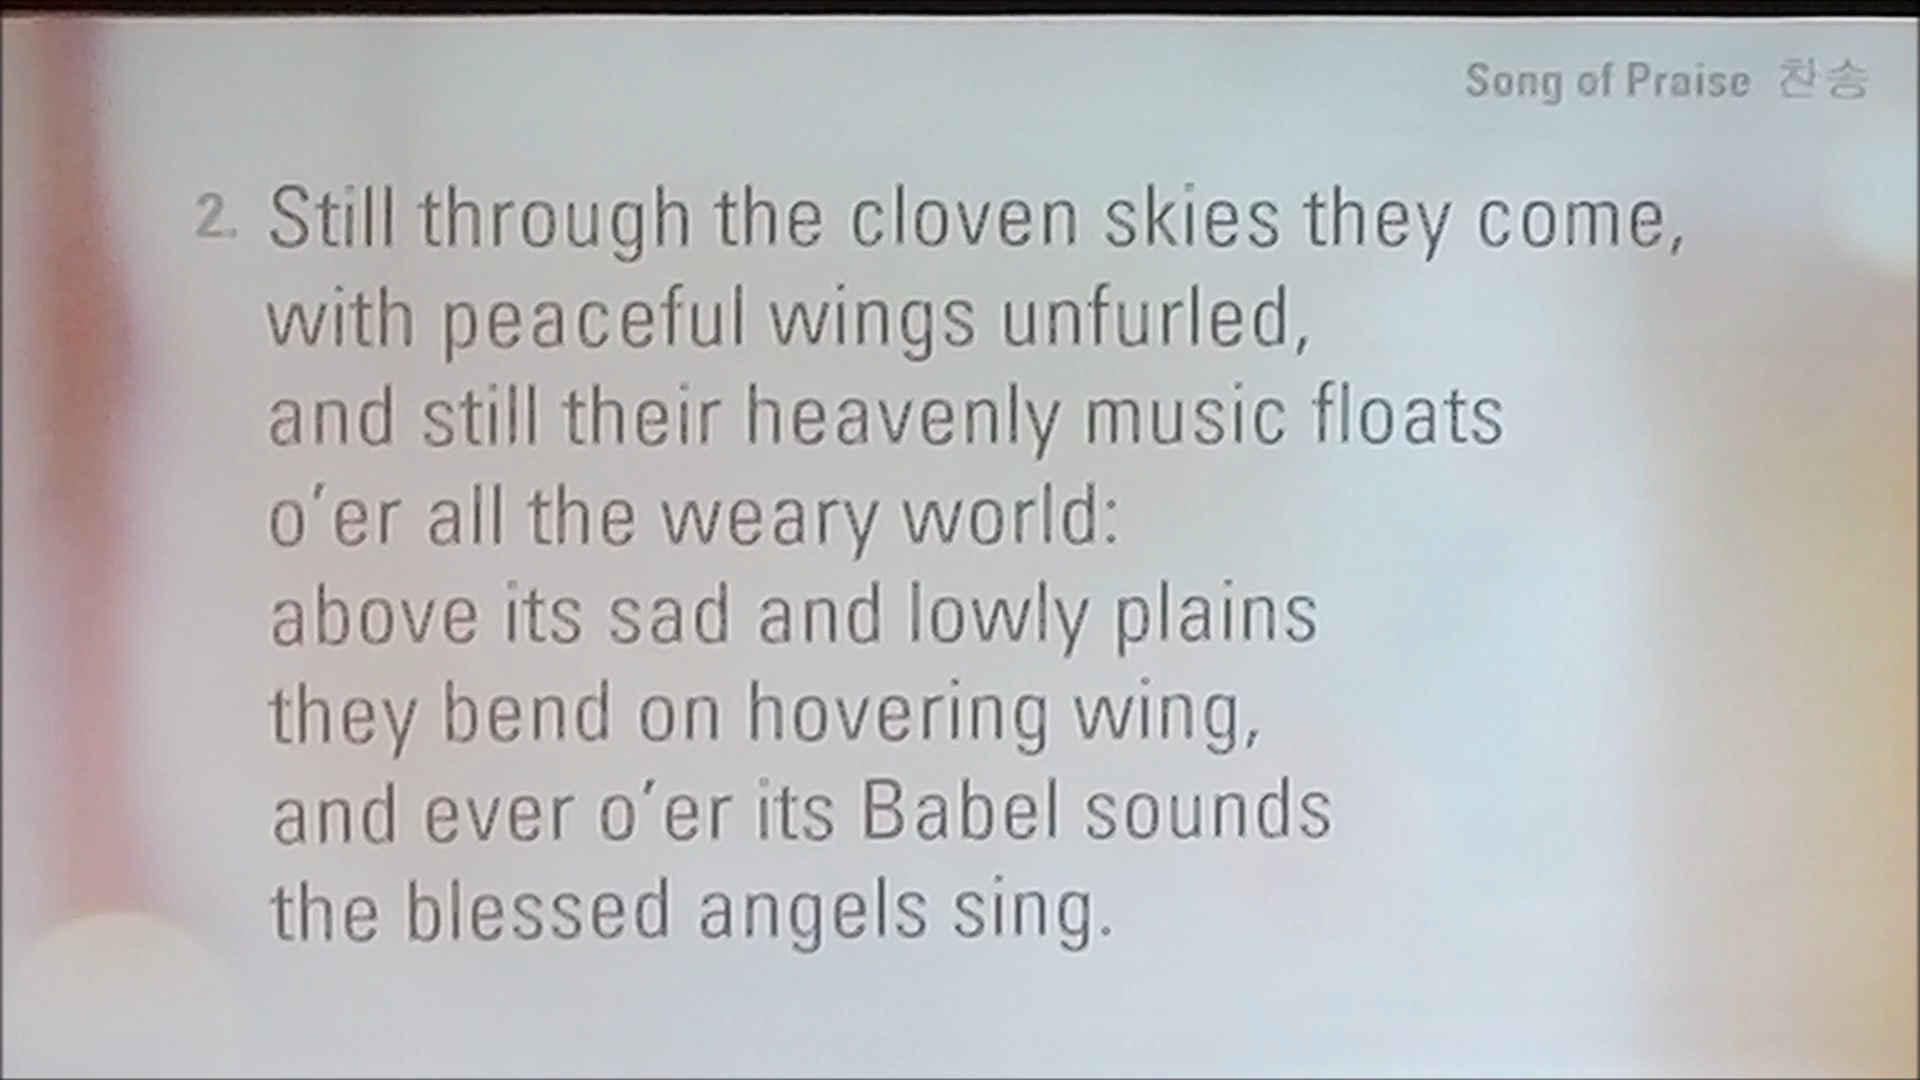 Song of Praise 찬송
2. Still through the cloven skies they come,
with peaceful wings unfurled,
and still their heavenly music floats
o'er all the weary world:
above its sad and lowly plains
they bend on hovering wing,
and ever o'er its Babel sounds
the blessed angels sing.